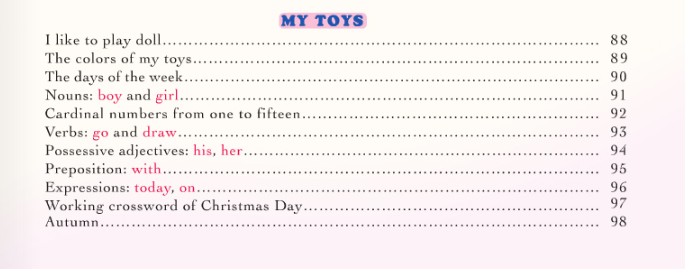 MY TOYS
I like to play doll........................................................................ 88
The colors of my toys.................................................................. 89
The days of the week.................................................................... 90
Nouns: boy and girl..................................................................... 91
Cardinal numbers from one to fifteen................................................ 92
Verbs: go and draw..................................................................... 93
Possessive adjectives: his, her.......................................................... 94
Preposition: with........................................................................ 95
Expressions: today, on.................................................................. 96
Working crossword of Christmas Day................................................ 97
Autumn.................................................................................. 98